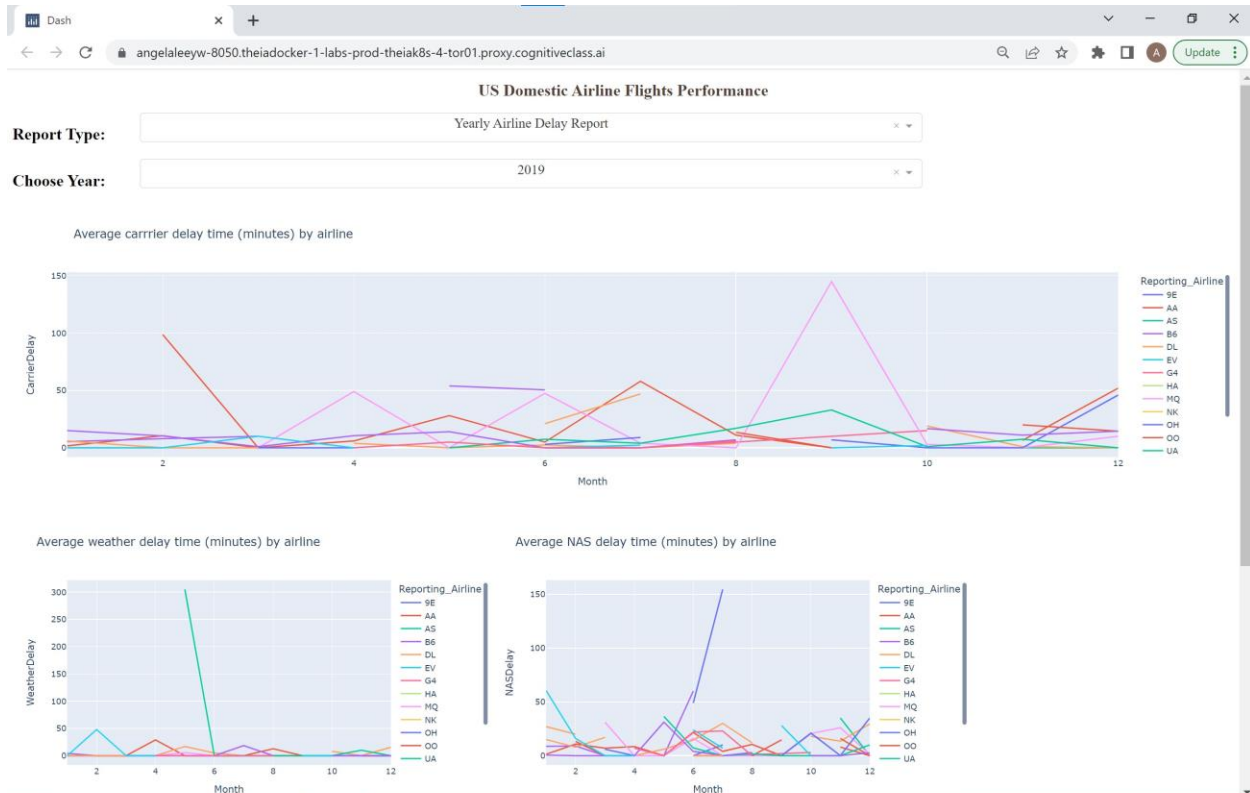 Dash
angelaleeyw-8050.theiadocker-1-labs-prod-theiak8s-4-tor01.proxy.cognitiveclass.ai
A
Update
US Domestic Airline Flights Performance
Report Type:
Yearly Airline Delay Report
Choose Year:
2019
Average carrrier delay time (minutes) by airline
150
100
50
0
CarrierDelay
2 4 6 8 10 12
Month
Reporting_Airline
9E
AA
AS
B6
DL
EV
G4
HA
MQ
NK
OH
OO
UA
Average weather delay time (minutes) by airline
300
250
200
150
100
50
0
WeatherDelay
2 4 6 8 10 12
Month
Reporting_Airline
9E
AA
AS
B6
DL
EV
G4
HA
MQ
NK
OH
OO
UA
Average NAS delay time (minutes) by airline
150
100
50
0
NASDelay
2 4 6 8 10 12
Month
Reporting_Airline
9E
AA
AS
B6
DL
EV
G4
HA
MQ
NK
OH
OO
UA